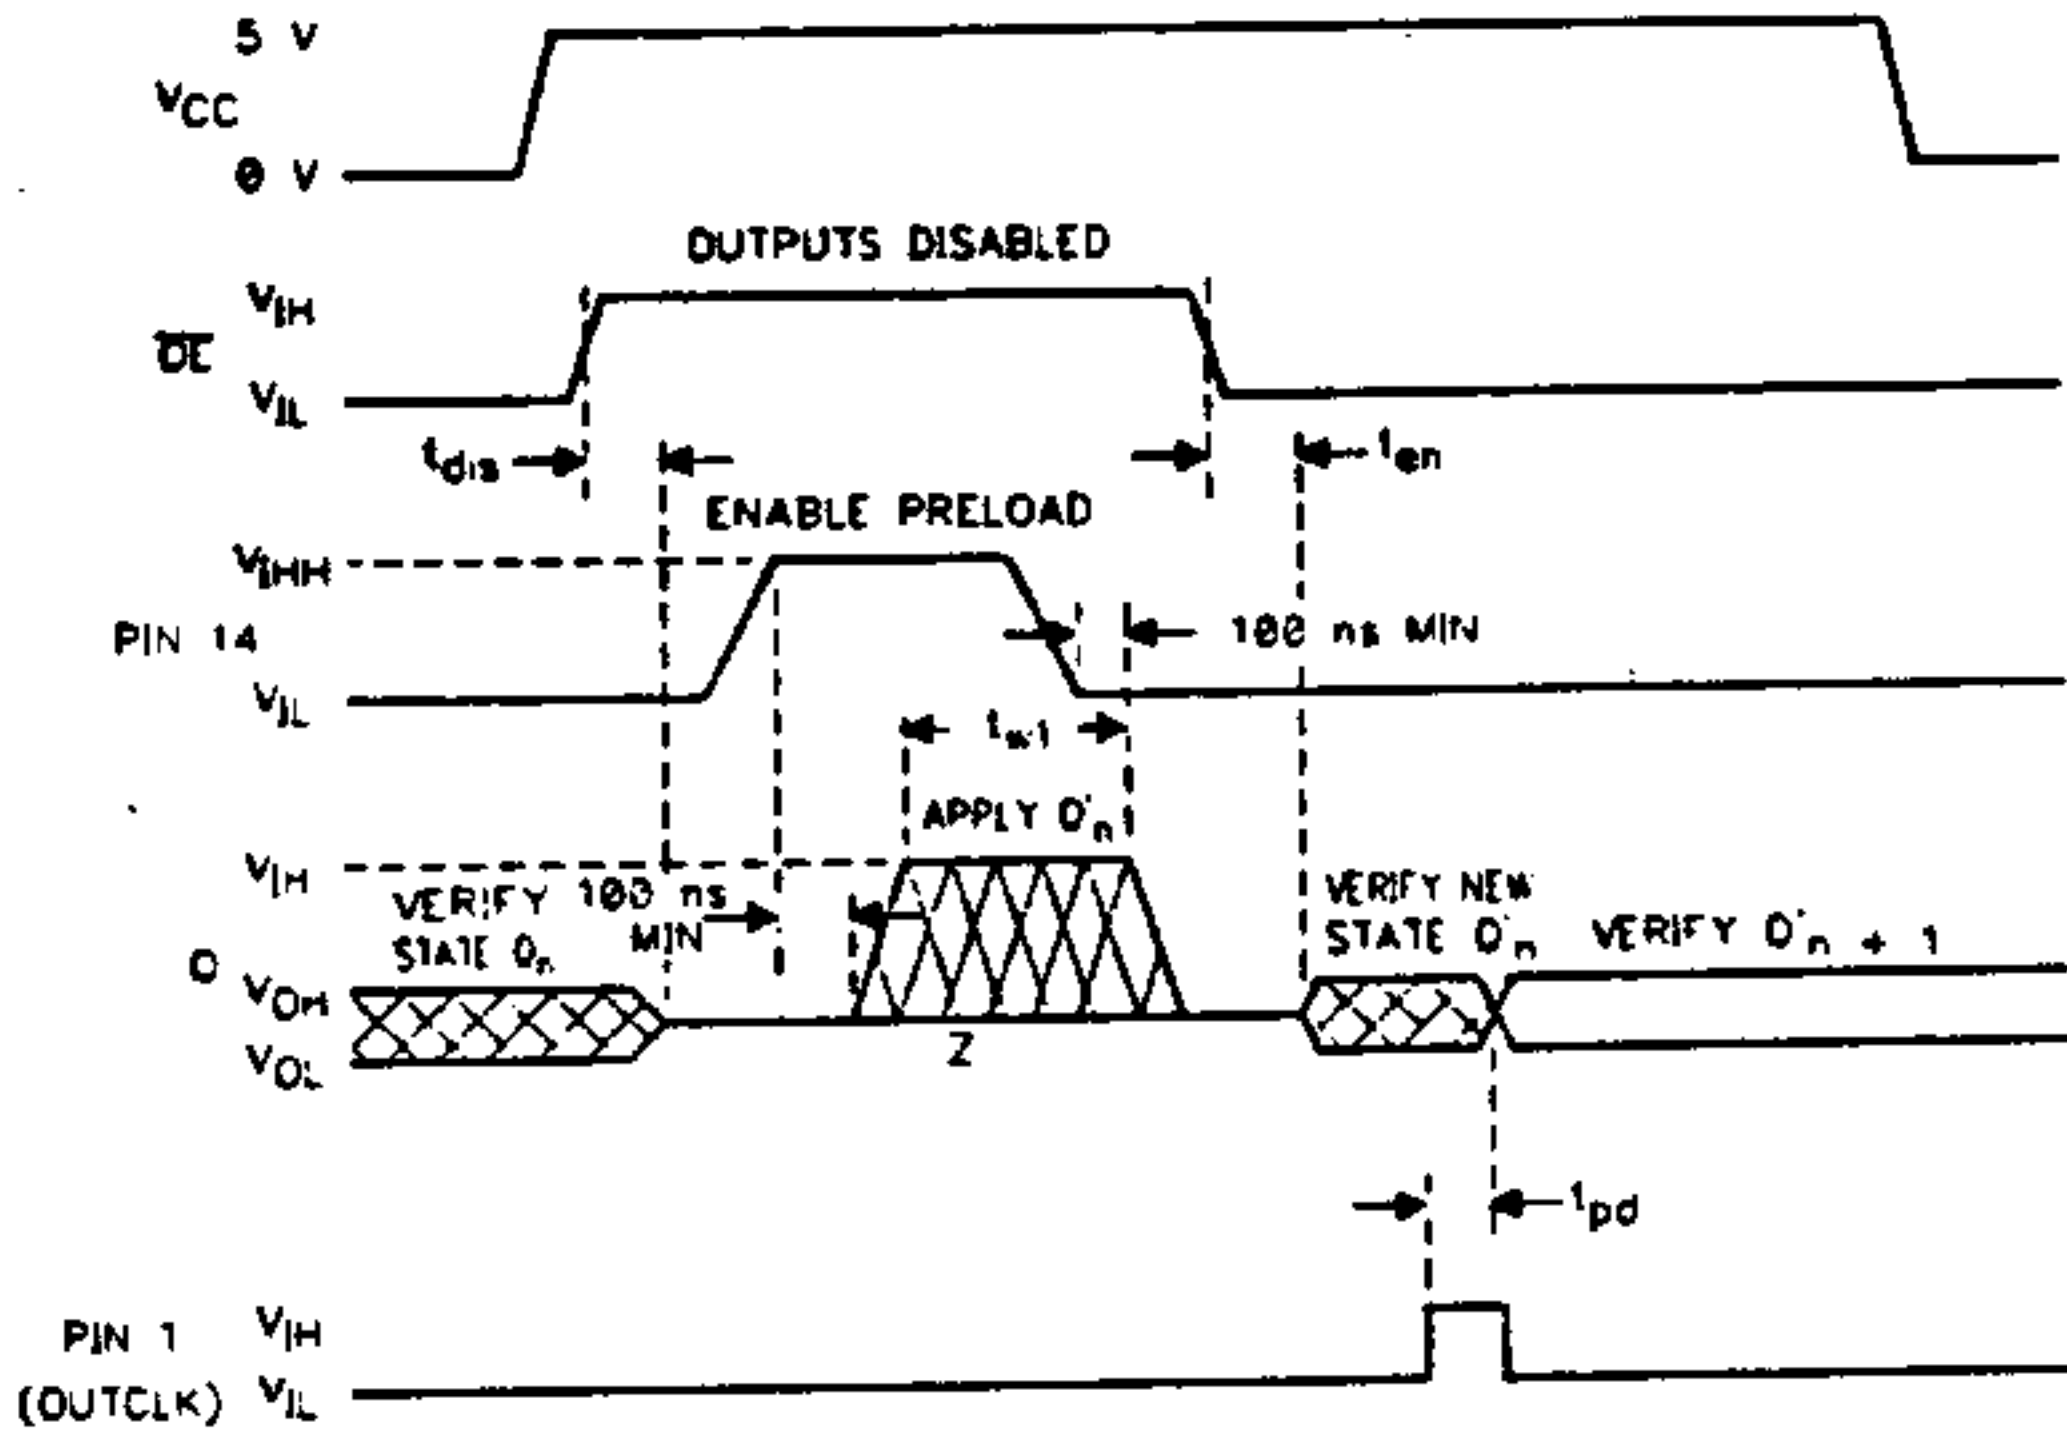 5 V
VCC
0 V
OUTPUTS DISABLED
VIH
OE
VIL
tdis
ten
ENABLE PRELOAD
VIHH
PIN 14
100 ns MIN
VIL
tw1
APPLY D'n
VIH
VERIFY
STATE On
100 ns
MIN
VERIFY NEW
STATE O'n
VERIFY O'n + 1
O
VOH
VOL
Z
tpd
PIN 1
(OUTCLK)
VIH
VIL